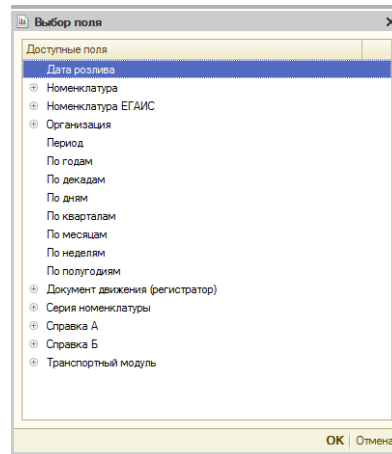 Выбор поля
Доступные поля
Дата розлива
Номенклатура
Номенклатура ЕГАИС
Организация
Период
По годам
По декадам
По дням
По кварталам
По месяцам
По неделям
По полугодиям
Документ движения (регистратор)
Серия номенклатуры
Справка А
Справка Б
Транспортный модуль
OK Отмена